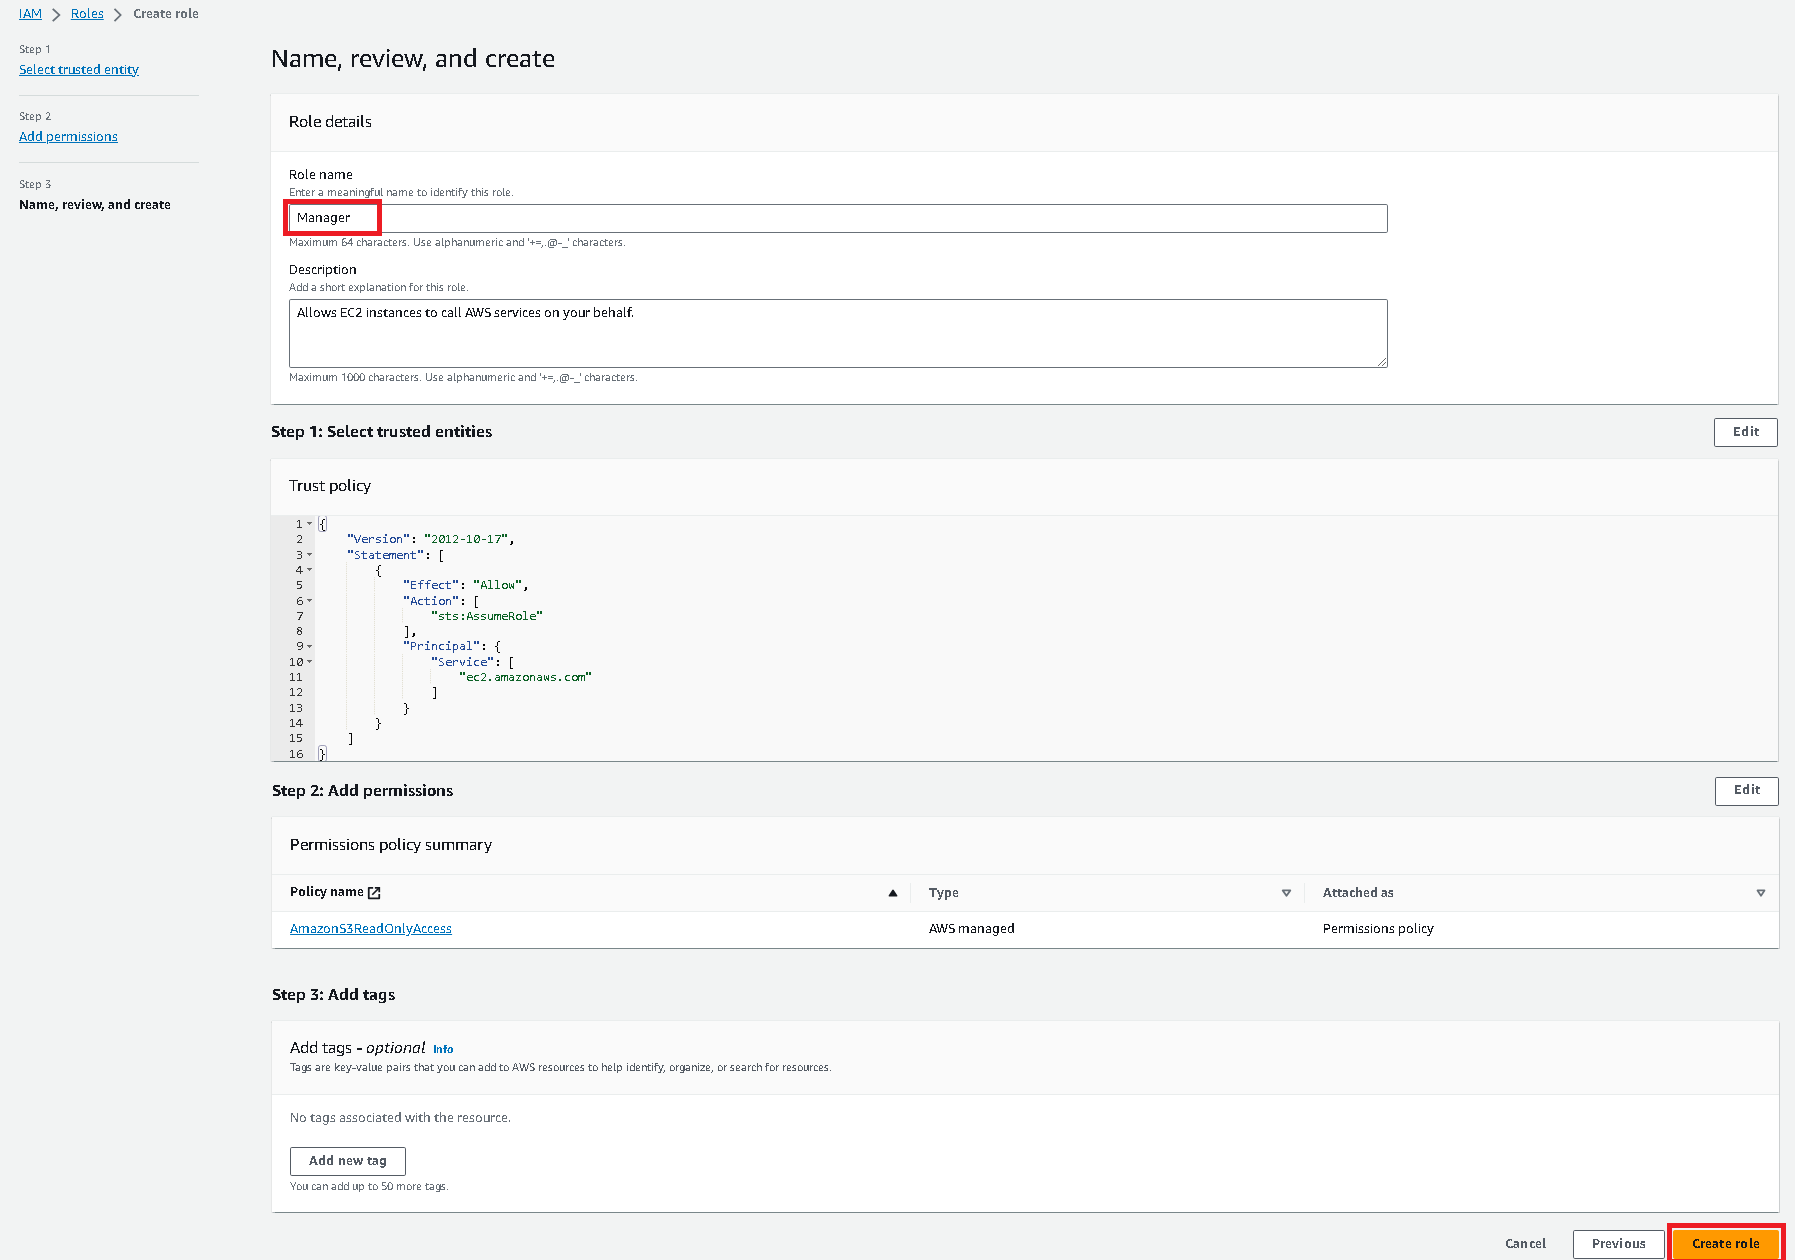 IAM > Roles > Create role
Step 1
Select trusted entity
Step 2
Add permissions
Step 3
Name, review, and create
Name, review, and create
Role details
Role name
Enter a meaningful name to identify this role.
Manager
Maximum 64 characters. Use alphanumeric and '+=,.@-_' characters.
Description
Add a short explanation for this role.
Allows EC2 instances to call AWS services on your behalf.
Maximum 1000 characters. Use alphanumeric and '+=,.@-_' characters.
Step 1: Select trusted entities
Edit
Trust policy
1 {
2 "Version": "2012-10-17",
3 "Statement": [
4 {
5 "Effect": "Allow",
6 "Action": [
7 "sts:AssumeRole"
8 ],
9 "Principal": {
10 "Service": [
11 "ec2.amazonaws.com"
12 ]
13 }
14 }
15 ]
16 }
Step 2: Add permissions
Edit
Permissions policy summary
Policy name Type Attached as
AmazonS3ReadOnlyAccess AWS managed Permissions policy
Step 3: Add tags
Add tags - optional Info
Tags are key-value pairs that you can add to AWS resources to help identify, organize, or search for resources.
No tags associated with the resource.
Add new tag
You can add up to 50 more tags.
Cancel Previous Create role